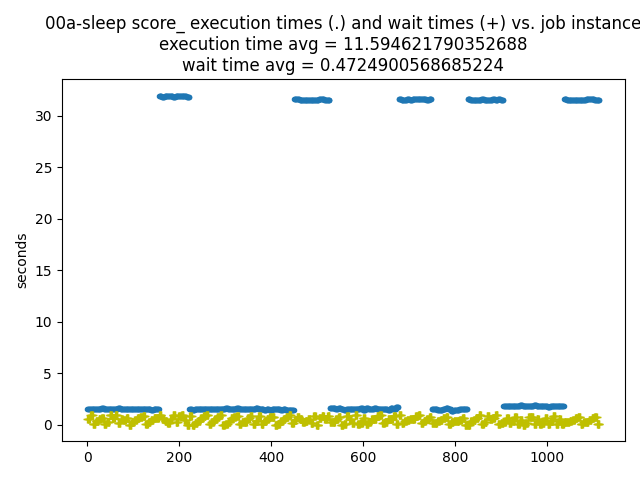 00a-sleep score_ execution times (.) and wait times (+) vs. job instance
execution time avg = 11.594621790352688
wait time avg = 0.4724900568685224
30
25
20
15
10
5
0
seconds
0 200 400 600 800 1000